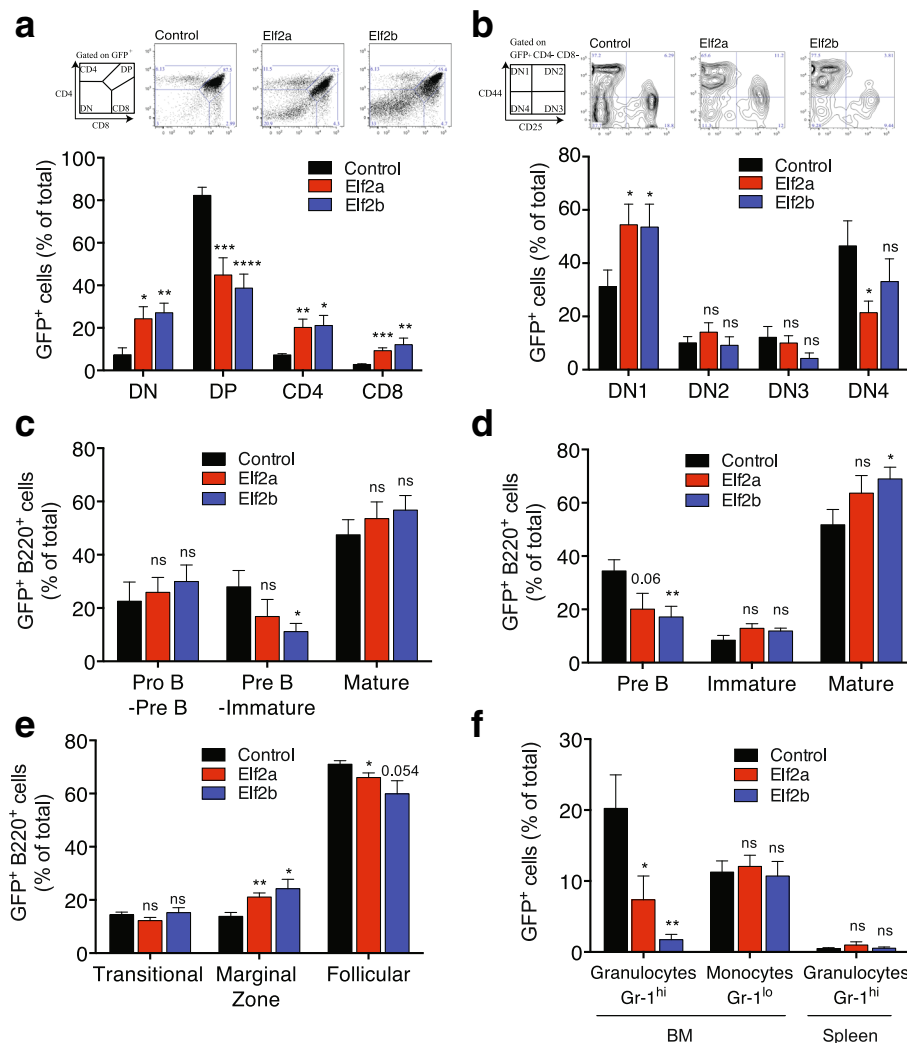 a
Control
Elf2a
Elf2b
Gated on GFP+
CD4
DP
DN
CD8
CD4
CD8
100
80
60
40
20
0
GFP+ cells (% of total)
Control
Elf2a
Elf2b
* ** *** **** ** * *** **
DN DP CD4 CD8
b
Control
Elf2a
Elf2b
Gated on
GFP- CD4- CD8-
DN1 DN2
DN4 DN3
CD44
CD25
80
60
40
20
0
GFP+ cells (% of total)
Control
Elf2a
Elf2b
* * ns ns ns ns * ns
DN1 DN2 DN3 DN4
c
80
60
40
20
0
GFP+ B220+ cells
(% of total)
Control
Elf2a
Elf2b
ns ns ns * ns ns
Pro B Pre B Mature
-Pre B -Immature
d
80
60
40
20
0
GFP+ B220+ cells
(% of total)
Control
Elf2a
Elf2b
0.06 ** ns ns ns *
Pre B Immature Mature
e
80
60
40
20
0
GFP+ B220+ cells
(% of total)
Control
Elf2a
Elf2b
ns ns ** * * 0.054
Transitional Marginal Follicular
Zone
f
30
20
10
0
GFP+ cells (% of total)
Control
Elf2a
Elf2b
* ** ns ns ns ns
Granulocytes Monocytes Granulocytes
Gr-1hi Gr-1lo Gr-1hi
BM Spleen